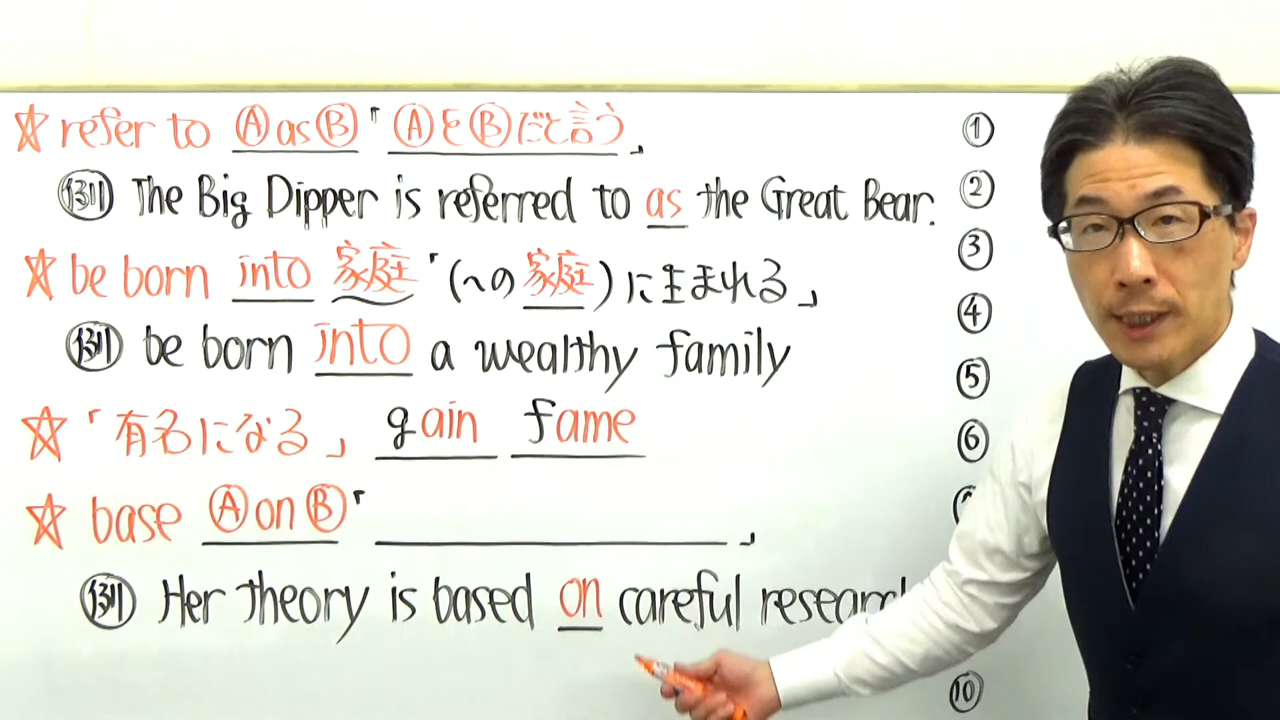 ☆ refer to Ⓐ as Ⓑ「ⒶをⒷだと言う」
例 The Big Dipper is referred to as the Great Bear.
☆ be born into 家庭「(への家庭)に生まれる」
例 be born into a wealthy family
☆「有名になる」 gain fame
☆ base Ⓐ on Ⓑ「 」
例 Her theory is based on careful
①
②
③
④
⑤
⑥
⑩